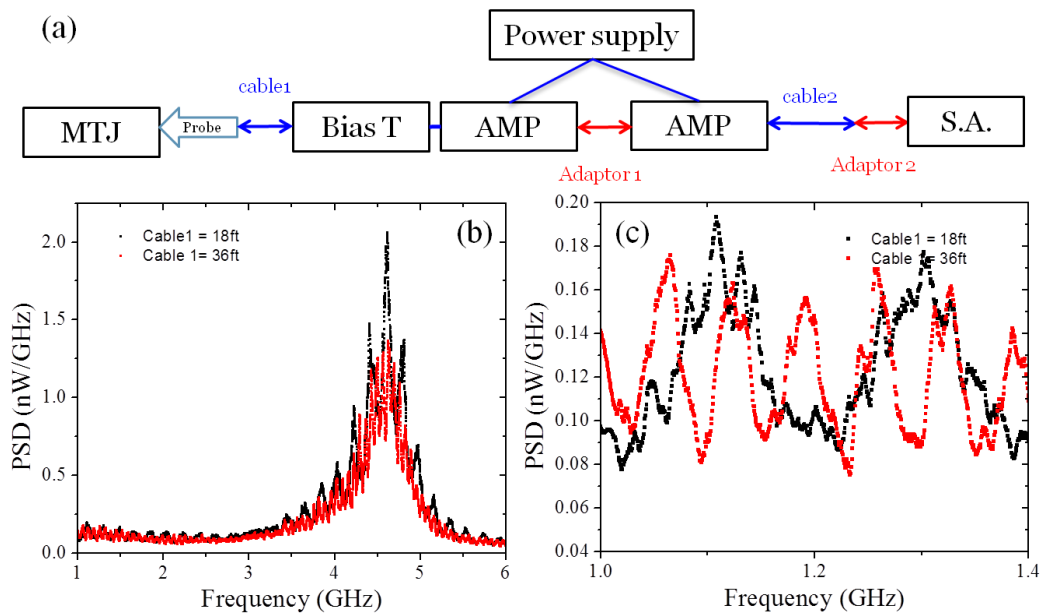 (a)
Power supply
cable1
cable2
MTJ
Probe
Bias T
AMP
AMP
S.A.
Adaptor 1
Adaptor 2
(b)
Cable1 = 18ft
Cable 1= 36ft
PSD (nW/GHz)
2.0
1.5
1.0
0.5
0.0
1 2 3 4 5 6
Frequency (GHz)
(c)
Cable1 = 18ft
Cable 1= 36ft
PSD (nW/GHz)
0.20
0.18
0.16
0.14
0.12
0.10
0.08
0.06
0.04
1.0 1.2 1.4
Frequency (GHz)